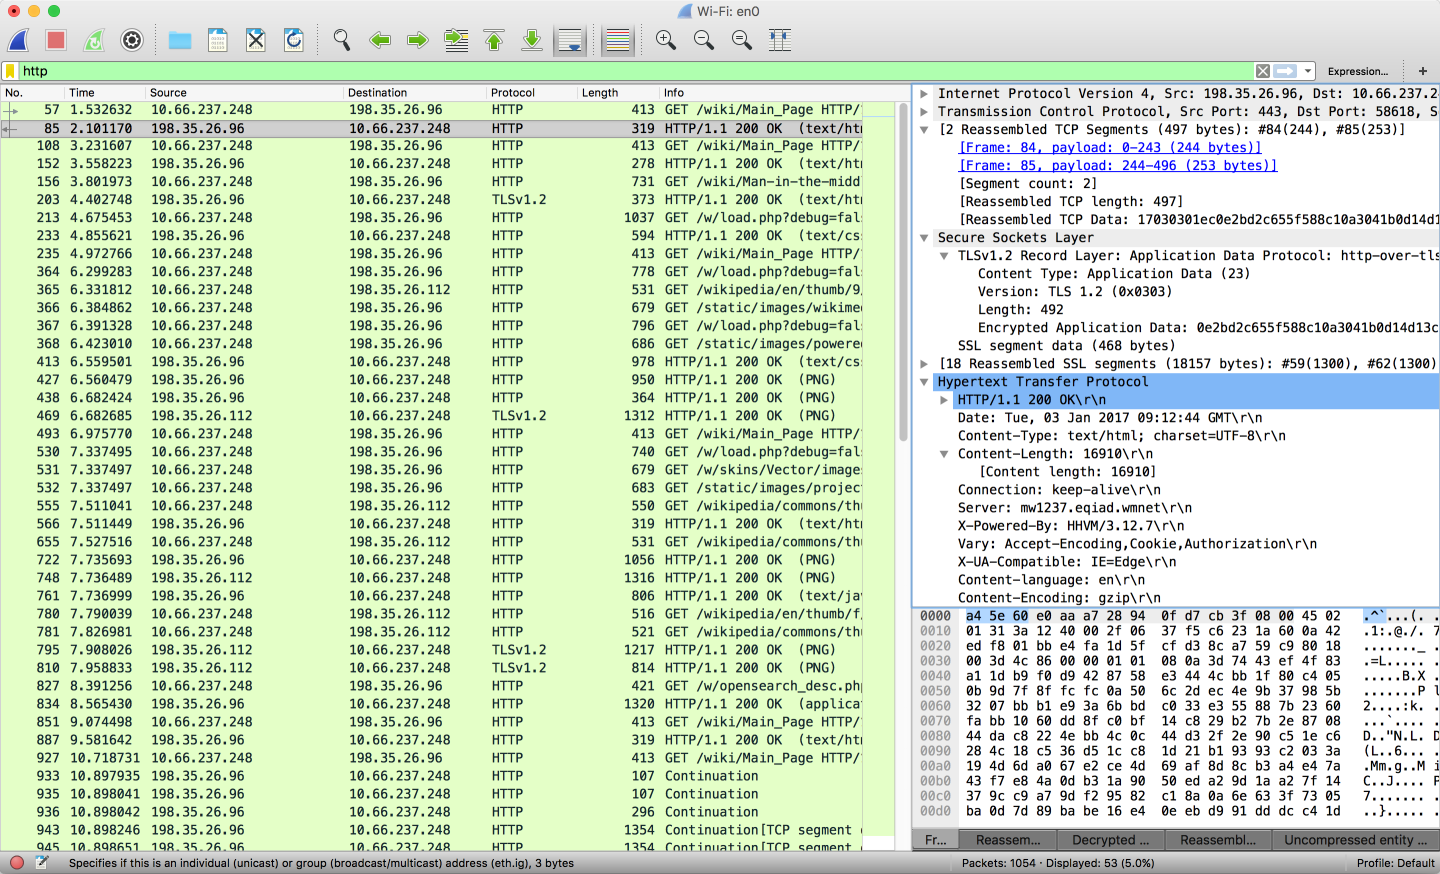 Wi-Fi: en0
http
Expression...
+
No. Time Source Destination Protocol Length Info
57 1.532632 10.66.237.248 198.35.26.96 HTTP 413 GET /wiki/Main_Page HTTP/
85 2.101170 198.35.26.96 10.66.237.248 HTTP 319 HTTP/1.1 200 OK (text/htm
108 3.231607 10.66.237.248 198.35.26.96 HTTP 413 GET /wiki/Main_Page HTTP/
152 3.558223 198.35.26.96 10.66.237.248 HTTP 278 HTTP/1.1 200 OK (text/htm
156 3.801973 10.66.237.248 198.35.26.96 HTTP 731 GET /wiki/Man-in-the-midd
203 4.402748 198.35.26.96 10.66.237.248 TLSv1.2 373 HTTP/1.1 200 OK (text/htm
213 4.675453 10.66.237.248 198.35.26.96 HTTP 1037 GET /w/load.php?debug=fal
233 4.855621 198.35.26.96 10.66.237.248 HTTP 594 HTTP/1.1 200 OK (text/css
235 4.972766 10.66.237.248 198.35.26.96 HTTP 413 GET /wiki/Main_Page HTTP/
364 6.299283 10.66.237.248 198.35.26.96 HTTP 778 GET /w/load.php?debug=fal
365 6.331812 10.66.237.248 198.35.26.112 HTTP 531 GET /wikipedia/en/thumb/9
366 6.384862 10.66.237.248 198.35.26.96 HTTP 679 GET /static/images/wikime
367 6.391328 10.66.237.248 198.35.26.96 HTTP 796 GET /w/load.php?debug=fal
368 6.423010 10.66.237.248 198.35.26.96 HTTP 686 GET /static/images/powere
413 6.559501 198.35.26.96 10.66.237.248 HTTP 978 HTTP/1.1 200 OK (text/css
427 6.560479 198.35.26.96 10.66.237.248 HTTP 950 HTTP/1.1 200 OK (PNG)
438 6.682424 198.35.26.96 10.66.237.248 HTTP 364 HTTP/1.1 200 OK (PNG)
469 6.682685 198.35.26.112 10.66.237.248 TLSv1.2 1312 HTTP/1.1 200 OK (PNG)
493 6.975770 10.66.237.248 198.35.26.96 HTTP 413 GET /wiki/Main_Page HTTP/
530 7.337495 10.66.237.248 198.35.26.96 HTTP 740 GET /w/load.php?debug=fal
531 7.337497 10.66.237.248 198.35.26.96 HTTP 679 GET /w/skins/Vector/image
532 7.337497 10.66.237.248 198.35.26.96 HTTP 683 GET /static/images/projec
555 7.511041 10.66.237.248 198.35.26.112 HTTP 550 GET /wikipedia/commons/th
566 7.511449 198.35.26.96 10.66.237.248 HTTP 319 HTTP/1.1 200 OK (text/htm
655 7.527516 10.66.237.248 198.35.26.112 HTTP 531 GET /wikipedia/commons/th
722 7.735693 198.35.26.96 10.66.237.248 HTTP 1056 HTTP/1.1 200 OK (PNG)
748 7.736489 198.35.26.112 10.66.237.248 HTTP 1316 HTTP/1.1 200 OK (PNG)
761 7.736999 198.35.26.96 10.66.237.248 HTTP 806 HTTP/1.1 200 OK (text/ja
780 7.790039 10.66.237.248 198.35.26.112 HTTP 516 GET /wikipedia/en/thumb/f
781 7.826981 10.66.237.248 198.35.26.112 HTTP 521 GET /wikipedia/commons/th
795 7.908026 198.35.26.112 10.66.237.248 TLSv1.2 1217 HTTP/1.1 200 OK (PNG)
810 7.958833 198.35.26.112 10.66.237.248 TLSv1.2 814 HTTP/1.1 200 OK (PNG)
827 8.391256 10.66.237.248 198.35.26.96 HTTP 421 GET /w/opensearch_desc.ph
834 8.565430 198.35.26.96 10.66.237.248 HTTP 1320 HTTP/1.1 200 OK (applica
851 9.074498 10.66.237.248 198.35.26.96 HTTP 413 GET /wiki/Main_Page HTTP/
887 9.581642 198.35.26.96 10.66.237.248 HTTP 319 HTTP/1.1 200 OK (text/htm
927 10.718731 10.66.237.248 198.35.26.96 HTTP 413 GET /wiki/Main_Page HTTP/
933 10.897935 198.35.26.96 10.66.237.248 HTTP 107 Continuation
935 10.898041 198.35.26.96 10.66.237.248 HTTP 107 Continuation
936 10.898042 198.35.26.96 10.66.237.248 HTTP 296 Continuation
943 10.898246 198.35.26.96 10.66.237.248 HTTP 1354 Continuation[TCP segment
945 10.898651 198.35.26.96 10.66.237.248 HTTP 1354 Continuation[TCP segment
Internet Protocol Version 4, Src: 198.35.26.96, Dst: 10.66.237.2
Transmission Control Protocol, Src Port: 443, Dst Port: 58618, S
[2 Reassembled TCP Segments (497 bytes): #84(244), #85(253)]
[Frame: 84, payload: 0-243 (244 bytes)]
[Frame: 85, payload: 244-496 (253 bytes)]
[Segment count: 2]
[Reassembled TCP length: 497]
[Reassembled TCP Data: 17030301ec0e2bd2c655f588c10a3041b0d14d1
Secure Sockets Layer
TLSv1.2 Record Layer: Application Data Protocol: http-over-tls
Content Type: Application Data (23)
Version: TLS 1.2 (0x0303)
Length: 492
Encrypted Application Data: 0e2bd2c655f588c10a3041b0d14d13c
SSL segment data (468 bytes)
[18 Reassembled SSL segments (18157 bytes): #59(1300), #62(1300)
Hypertext Transfer Protocol
HTTP/1.1 200 OK\r\n
Date: Tue, 03 Jan 2017 09:12:44 GMT\r\n
Content-Type: text/html; charset=UTF-8\r\n
Content-Length: 16910\r\n
[Content length: 16910]
Connection: keep-alive\r\n
Server: mw1237.eqiad.wmnet\r\n
X-Powered-By: HHVM/3.12.7\r\n
Vary: Accept-Encoding,Cookie,Authorization\r\n
X-UA-Compatible: IE=Edge\r\n
Content-language: en\r\n
Content-Encoding: gzip\r\n
0000 a4 5e 60 e0 aa a7 28 94 0f d7 cb 3f 08 00 45 02 .^`...(.
0010 01 31 3a 12 40 00 2f 06 37 f5 c6 23 1a 60 0a 42 .1:.@./. 7
0020 ed f8 01 bb e4 fa 1d 5f cf d3 8c a7 59 c9 80 18 ......._ .
0030 00 3d 4c 86 00 00 01 01 08 0a 3d 74 43 ef 4f 83 .=L..... .
0040 a1 1d b9 f0 d9 42 87 58 e3 44 4c bb 1f 80 c4 05 .....B.X .
0050 0b 9d 7f 8f fc fc 0a 50 6c 2d ec 4e 9b 37 98 5b .......P l
0060 32 07 bb b1 e9 3a 6b bd c0 33 e3 55 88 7b 23 60 2....:k. .
0070 fa bb 10 60 dd 8f c0 bf 14 c8 29 b2 7b 2e 87 08 ...`.... .
0080 44 da c8 22 4e bb 4c 0c 44 d3 2f 2e 90 c5 1e c6 D.."N.L. D
0090 28 4c 18 c5 36 d5 1c c8 1d 21 b1 93 93 c2 03 3a (L..6... .
00a0 19 4d 6d a0 67 e2 ce 4d 69 af 8d 8c b3 a4 e4 7a .Mm.g..M i
00b0 43 f7 e8 4a 0d b3 1a 90 50 ed a2 9d 1a a2 7f 14 C..J.... P
00c0 37 9c c9 a7 9d f2 95 82 c1 8a 0a 6e 63 3f 73 05 7....... .
00d0 ba 0d 7d 89 ba be 16 e4 0e eb d9 91 dd dc c4 1d ..}..... .
Fr... Reassem... Decrypted ... Reassembl... Uncompressed entity ...
Specifies if this is an individual (unicast) or group (broadcast/multicast) address (eth.ig), 3 bytes Packets: 1054 · Displayed: 53 (5.0%) Profile: Default